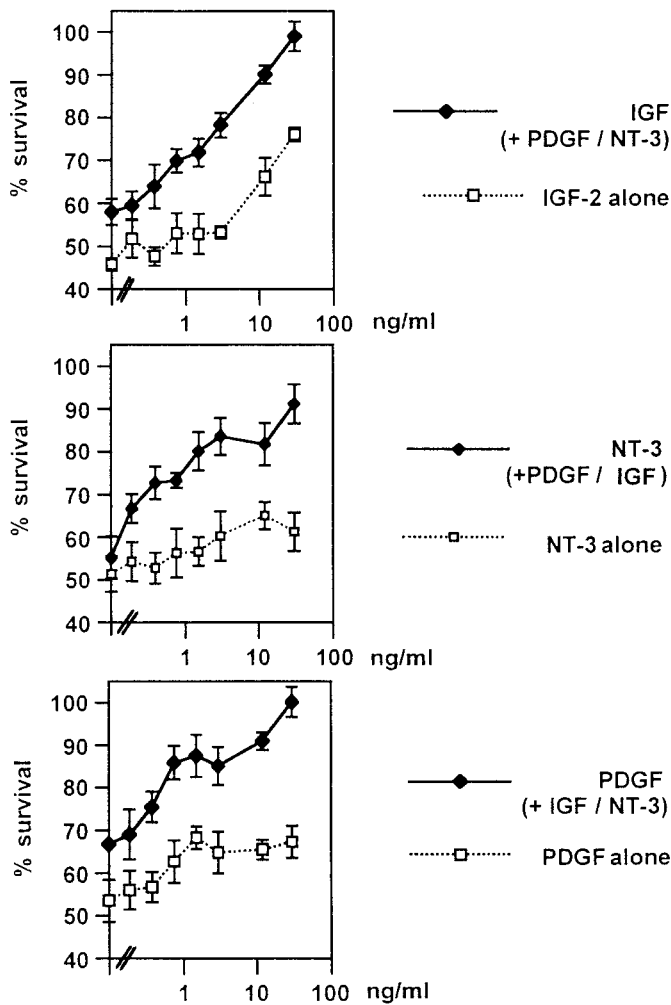 100
90
80
70
60
50
40
% survival
1
10
100
ng/ml
IGF
(+ PDGF / NT-3)
IGF-2 alone
100
90
80
70
60
50
40
% survival
1
10
100
ng/ml
NT-3
(+PDGF / IGF)
NT-3 alone
100
90
80
70
60
50
40
% survival
1
10
100
ng/ml
PDGF
(+ IGF / NT-3)
PDGF alone